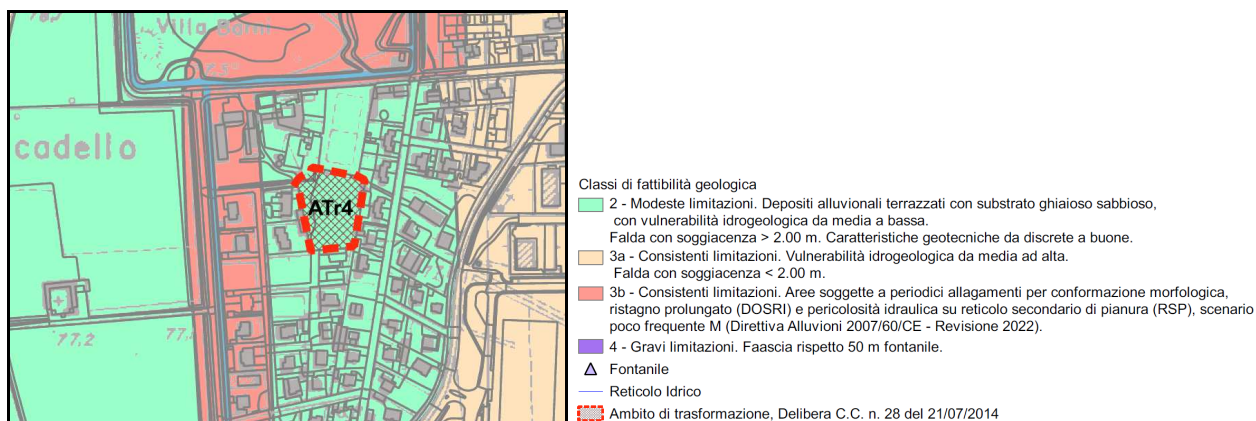 78,5
Villa Barni
cadello
ATr4
77,2
77,
Classi di fattibilità geologica
2 - Modeste limitazioni. Depositi alluvionali terrazzati con substrato ghiaioso sabbioso,
con vulnerabilità idrogeologica da media a bassa.
Falda con soggiacenza > 2.00 m. Caratteristiche geotecniche da discrete a buone.
3a - Consistenti limitazioni. Vulnerabilità idrogeologica da media ad alta.
Falda con soggiacenza < 2.00 m.
3b - Consistenti limitazioni. Aree soggette a periodici allagamenti per conformazione morfologica,
ristagno prolungato (DOSRI) e pericolosità idraulica su reticolo secondario di pianura (RSP), scenario
poco frequente M (Direttiva Alluvioni 2007/60/CE - Revisione 2022).
4 - Gravi limitazioni. Faascia rispetto 50 m fontanile.
Fontanile
Reticolo Idrico
Ambito di trasformazione, Delibera C.C. n. 28 del 21/07/2014